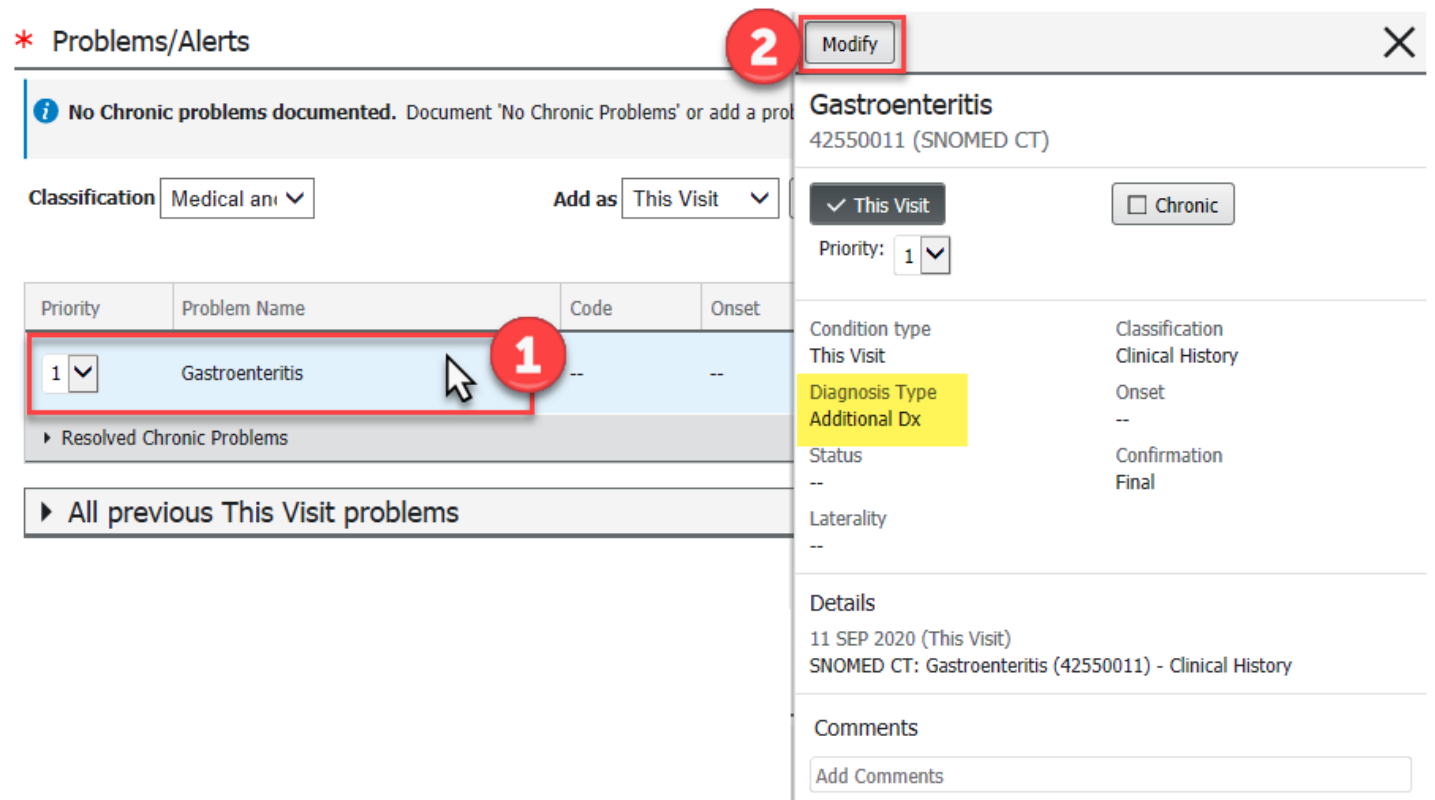 * Problems/Alerts
i No Chronic problems documented. Document 'No Chronic Problems' or add a prob
Classification Medical an Add as This Visit
Priority Problem Name Code Onset
1 Gastroenteritis -- --
1
Resolved Chronic Problems
All previous This Visit problems
2
Modify
Gastroenteritis
42550011 (SNOMED CT)
This Visit Chronic
Priority: 1
Condition type Classification
This Visit Clinical History
Diagnosis Type Onset
Additional Dx --
Status Confirmation
-- Final
Laterality
--
Details
11 SEP 2020 (This Visit)
SNOMED CT: Gastroenteritis (42550011) - Clinical History
Comments
Add Comments